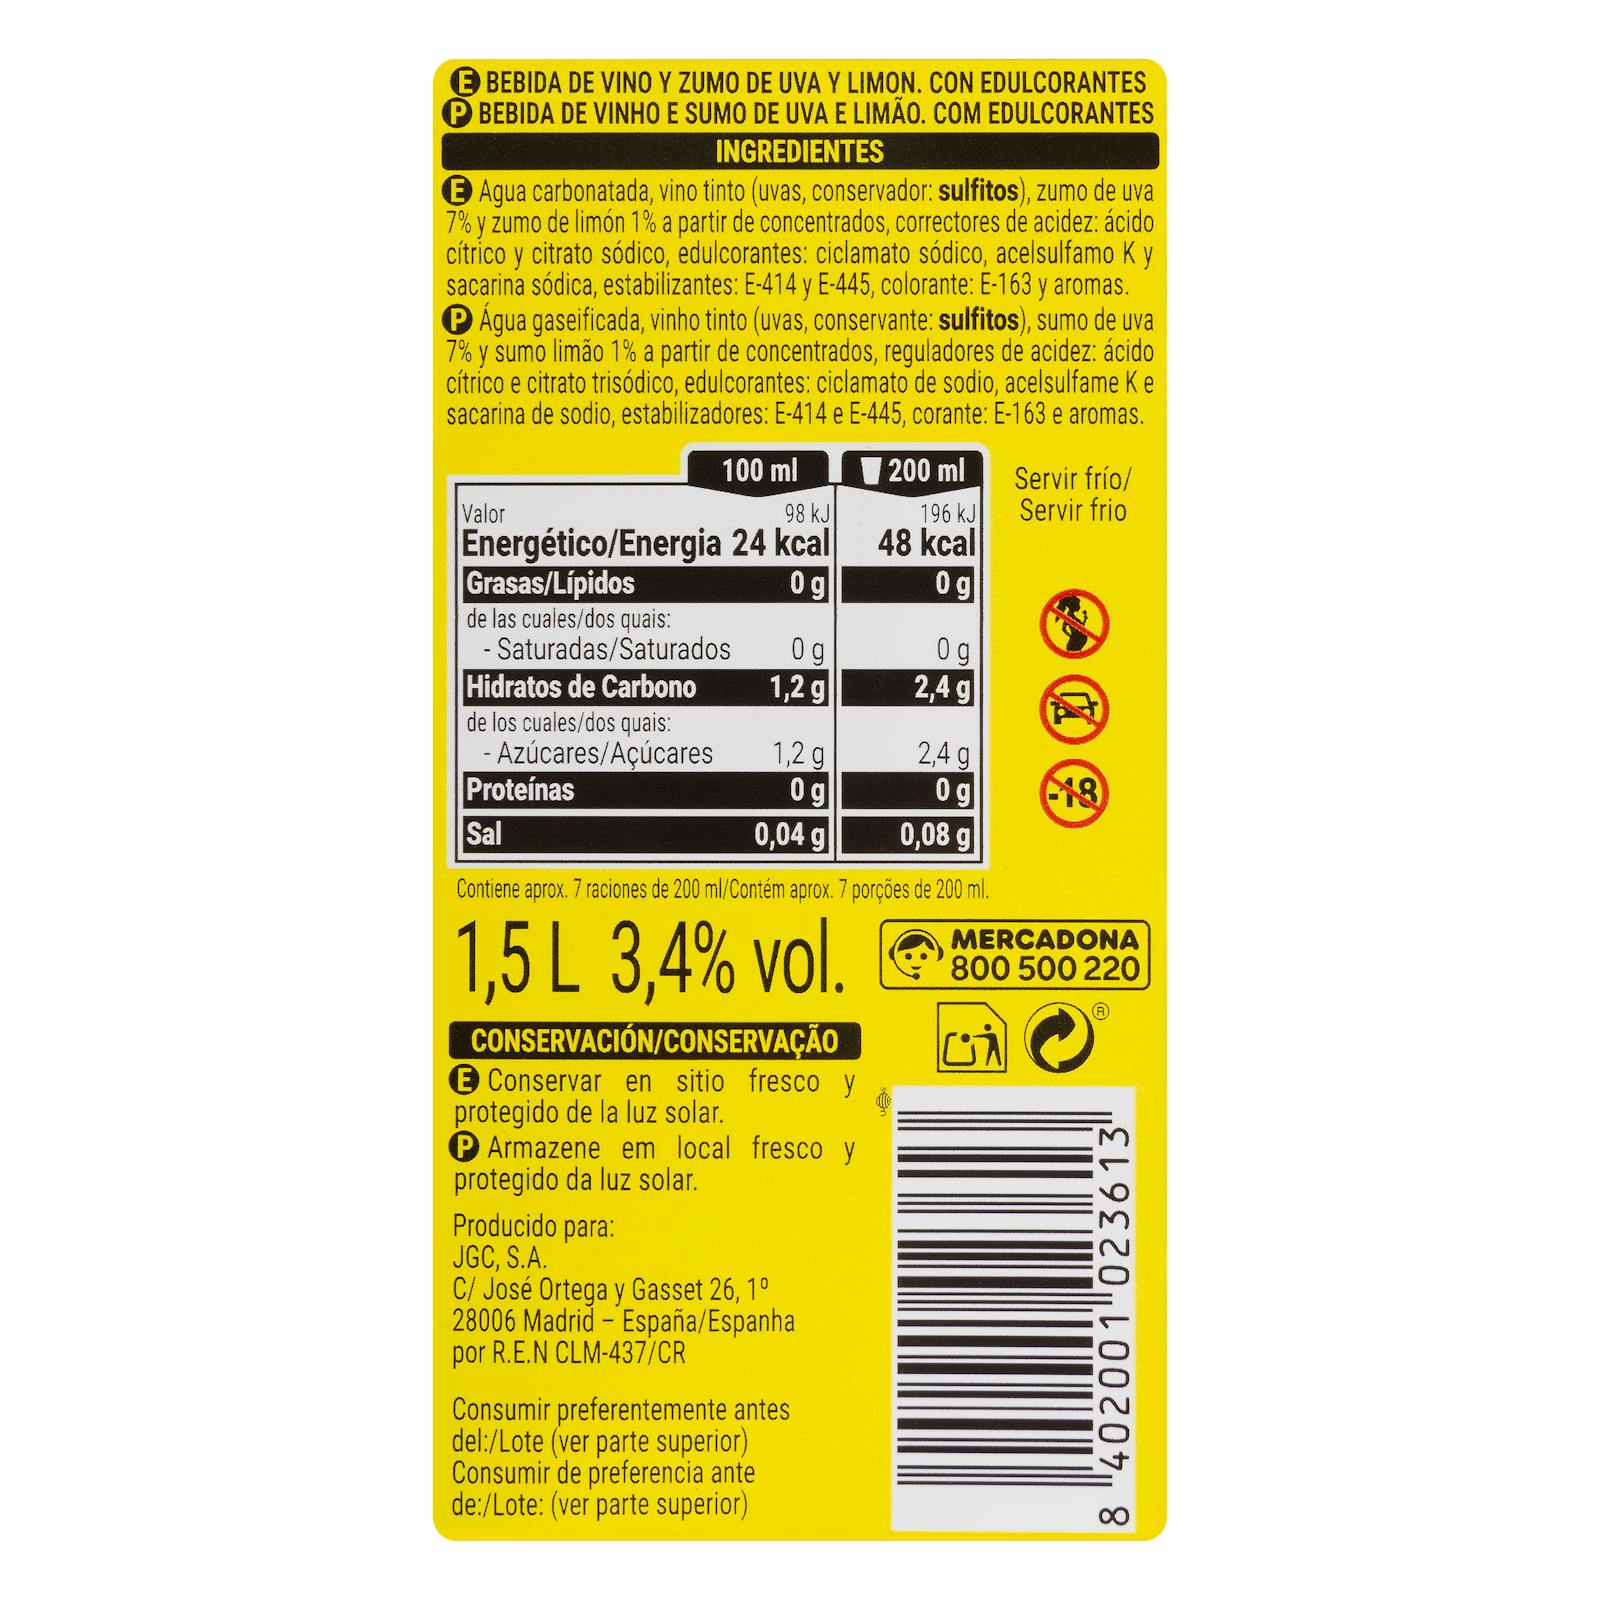 E BEBIDA DE VINO Y ZUMO DE UVA Y LIMON. CON EDULCORANTES
P BEBIDA DE VINHO E SUMO DE UVA E LIMÃO. COM EDULCORANTES
INGREDIENTES
E Agua carbonatada, vino tinto (uvas, conservador: sulfitos), zumo de uva
7% y zumo de limón 1% a partir de concentrados, correctores de acidez: ácido
cítrico y citrato sódico, edulcorantes: ciclamato sódico, acelsulfamo K y
sacarina sódica, estabilizantes: E-414 y E-445, colorante: E-163 y aromas.
P Água gaseificada, vinho tinto (uvas, conservante: sulfitos), sumo de uva
7% y sumo limão 1% a partir de concentrados, reguladores de acidez: ácido
cítrico e citrato trisódico, edulcorantes: ciclamato de sodio, acelsulfame K e
sacarina de sodio, estabilizadores: E-414 e E-445, corante: E-163 e aromas.
100 ml 200 ml
Valor 98 kJ 196 kJ
Energético/Energia 24 kcal 48 kcal
Grasas/Lípidos 0 g 0 g
de las cuales/dos quais:
- Saturadas/Saturados 0 g 0 g
Hidratos de Carbono 1,2 g 2,4 g
de los cuales/dos quais:
- Azúcares/Açúcares 1,2 g 2,4 g
Proteínas 0 g 0 g
Sal 0,04 g 0,08 g
Servir frío/
Servir frio
-18
Contiene aprox. 7 raciones de 200 ml/Contém aprox. 7 porções de 200 ml.
1,5 L 3,4% vol.
MERCADONA
800 500 220
®
CONSERVACIÓN/CONSERVAÇÃO
E Conservar en sitio fresco y
protegido de la luz solar.
P Armazene em local fresco y
protegido da luz solar.
Producido para:
JGC, S.A.
C/ José Ortega y Gasset 26, 1º
28006 Madrid – España/Espanha
por R.E.N CLM-437/CR
Consumir preferentemente antes
del:/Lote (ver parte superior)
Consumir de preferencia ante
de:/Lote: (ver parte superior)
8 402001 023613